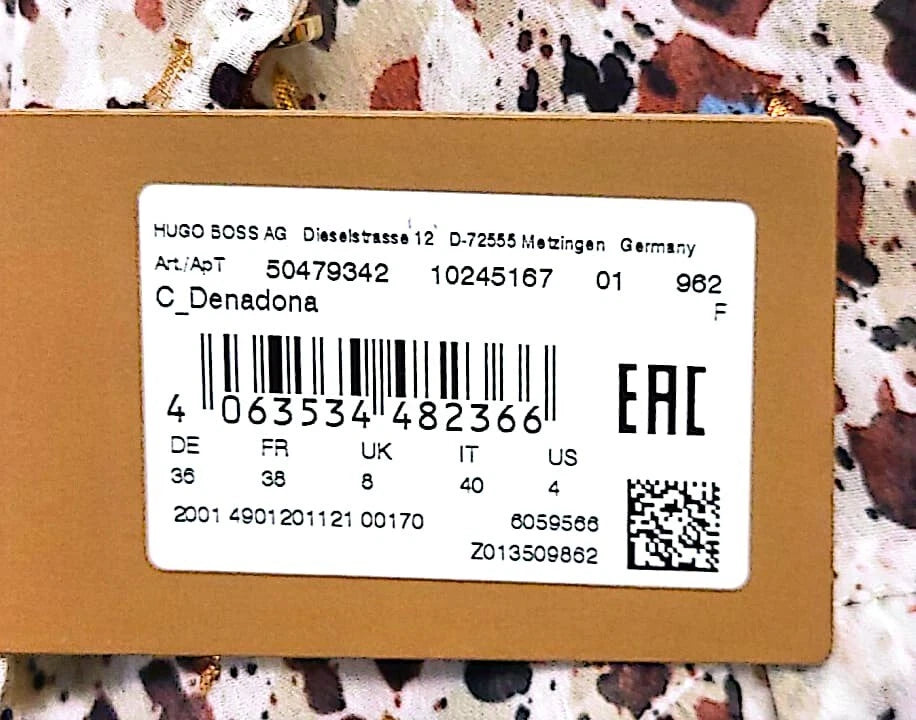 HUGO BOSS AG Dieselstrasse 12 D-72555 Metzingen Germany
Art./ApT 50479342 10245167 01 962
C_Denadona F
EAC
4 063534 482366
DE FR UK IT US
36 38 8 40 4
2001 4901201121 00170 6059566
Z013509862